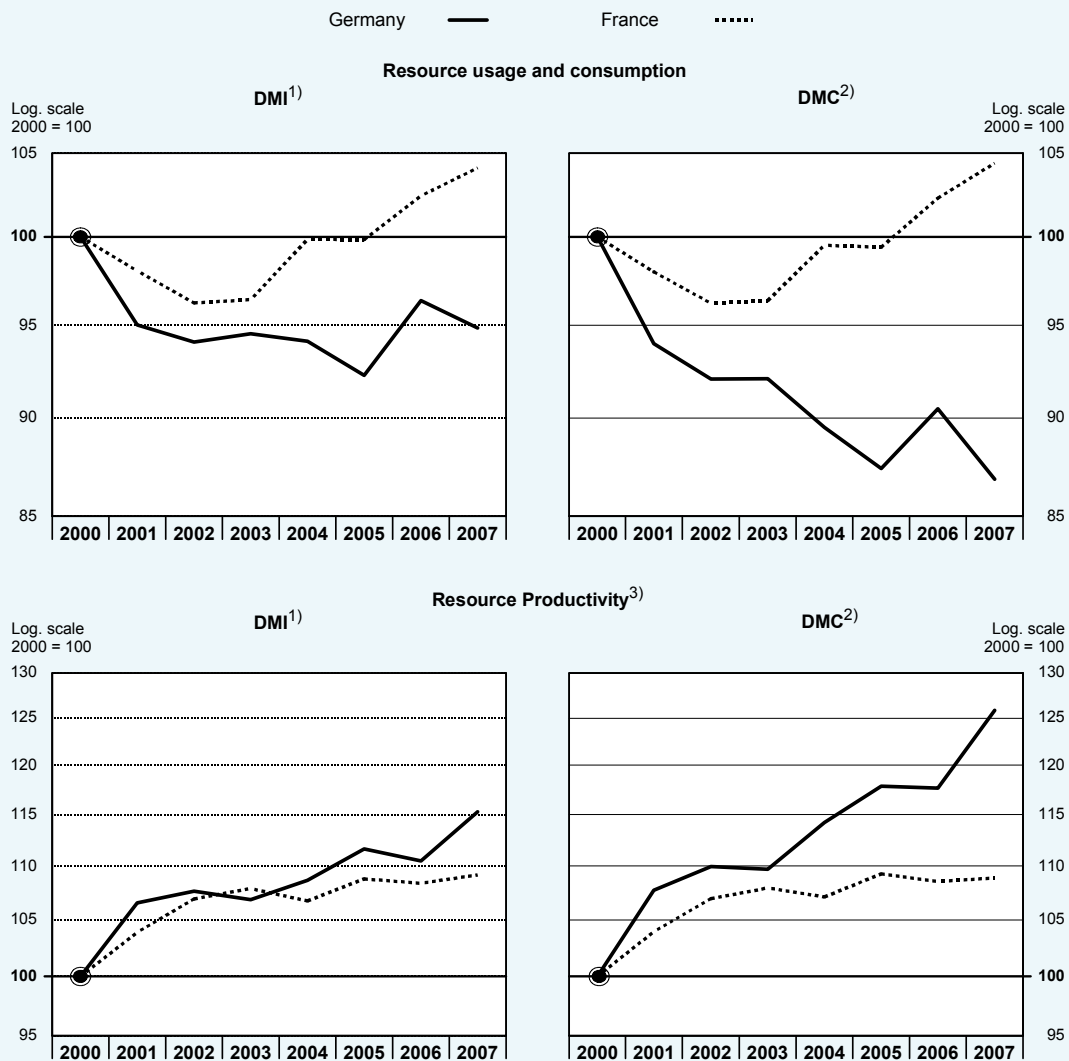 Germany France
Resource usage and consumption
DMI1) DMC2)
Log. scale
2000 = 100
Log. scale
2000 = 100
105 105
100 100
95 95
90 90
85 85
2000 2001 2002 2003 2004 2005 2006 2007 2000 2001 2002 2003 2004 2005 2006 2007
Resource Productivity3)
DMI1) DMC2)
Log. scale
2000 = 100
Log. scale
2000 = 100
130 130
125 125
120 120
115 115
110 110
105 105
100 100
95 95
2000 2001 2002 2003 2004 2005 2006 2007 2000 2001 2002 2003 2004 2005 2006 2007